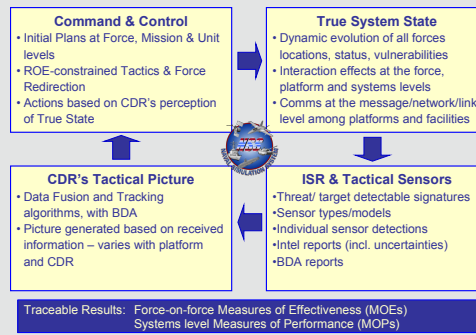 Command & Control
• Initial Plans at Force, Mission & Unit
levels
• ROE-constrained Tactics & Force
Redirection
• Actions based on CDR's perception
of True State
True System State
• Dynamic evolution of all forces
locations, status, vulnerabilities
• Interaction effects at the force,
platform and systems levels
• Comms at the message/network/link
level among platforms and facilities
NSS
NAVAL SIMULATION SYSTEM
CDR's Tactical Picture
• Data Fusion and Tracking
algorithms, with BDA
• Picture generated based on received
information – varies with platform
and CDR
ISR & Tactical Sensors
•Threat/ target detectable signatures
•Sensor types/models
•Individual sensor detections
•Intel reports (incl. uncertainties)
•BDA reports
Traceable Results: Force-on-force Measures of Effectiveness (MOEs)
Systems level Measures of Performance (MOPs)